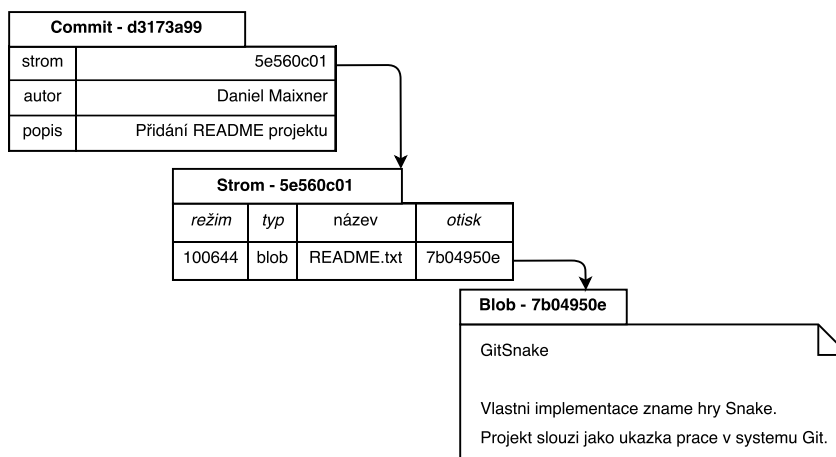 Commit - d3173a99
strom 5e560c01
autor Daniel Maixner
popis Přidání README projektu
Strom - 5e560c01
režim typ název otisk
100644 blob README.txt 7b04950e
Blob - 7b04950e
GitSnake
Vlastni implementace zname hry Snake.
Projekt slouzi jako ukazka prace v systemu Git.